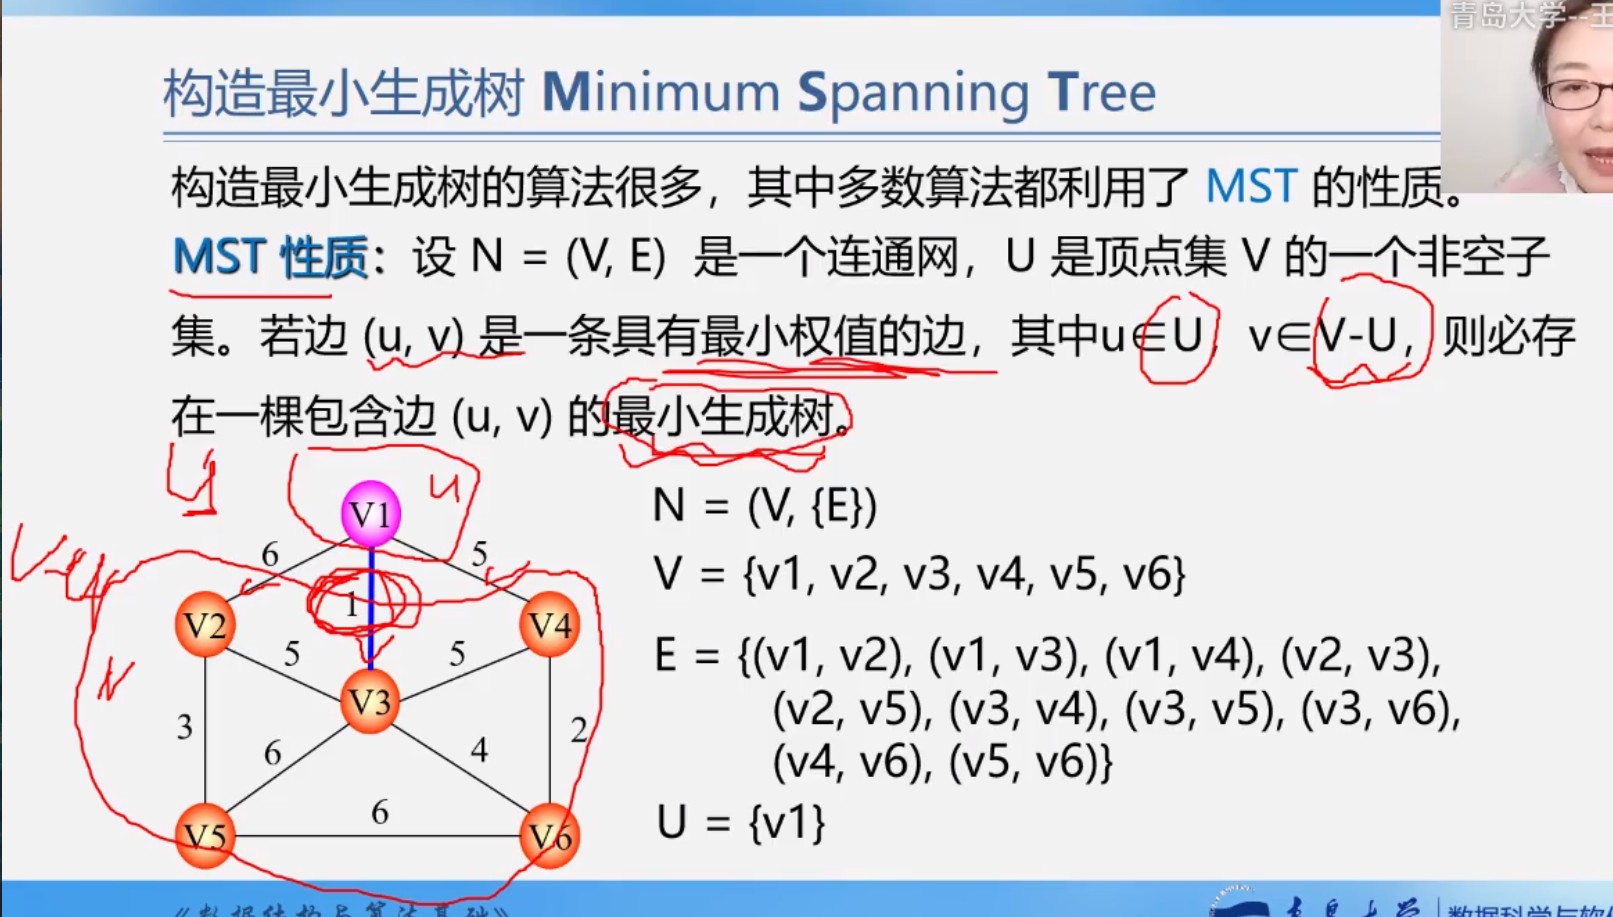 青岛大学--王
构造最小生成树 Minimum Spanning Tree
构造最小生成树的算法很多，其中多数算法都利用了 MST 的性质。
MST 性质：设 N = (V, E) 是一个连通网，U 是顶点集 V 的一个非空子
集。若边 (u, v) 是一条具有最小权值的边，其中u∈U, v∈V-U，则必存
在一棵包含边 (u, v) 的最小生成树。
U
u
V1
V-U
6
5
1
V2
V4
5
5
V3
3
2
6
4
6
V5
V6
N = (V, {E})
V = {v1, v2, v3, v4, v5, v6}
E = {(v1, v2), (v1, v3), (v1, v4), (v2, v3),
(v2, v5), (v3, v4), (v3, v5), (v3, v6),
(v4, v6), (v5, v6)}
U = {v1}
《数据结构与算法基础》
青岛大学
数据科学与软